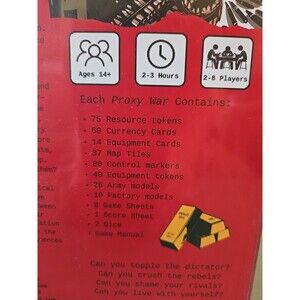 Ages 14+
2-3 Hours
2-8 Players
Each Proxy War Contains:
- 75 Resource tokens
- 60 Currency Cards
- 14 Equipment Cards
- 37 Map Tiles
- 80 Control markers
- 40 Equipment tokens
- 26 Army models
- 10 Factory models
- 8 Game Sheets
- 1 Score Sheet
- 2 Dice
- Game Manual
Can you topple the dictator?
Can you crush the rebels?
Can you shame your rivals?
Can you live with yourself?